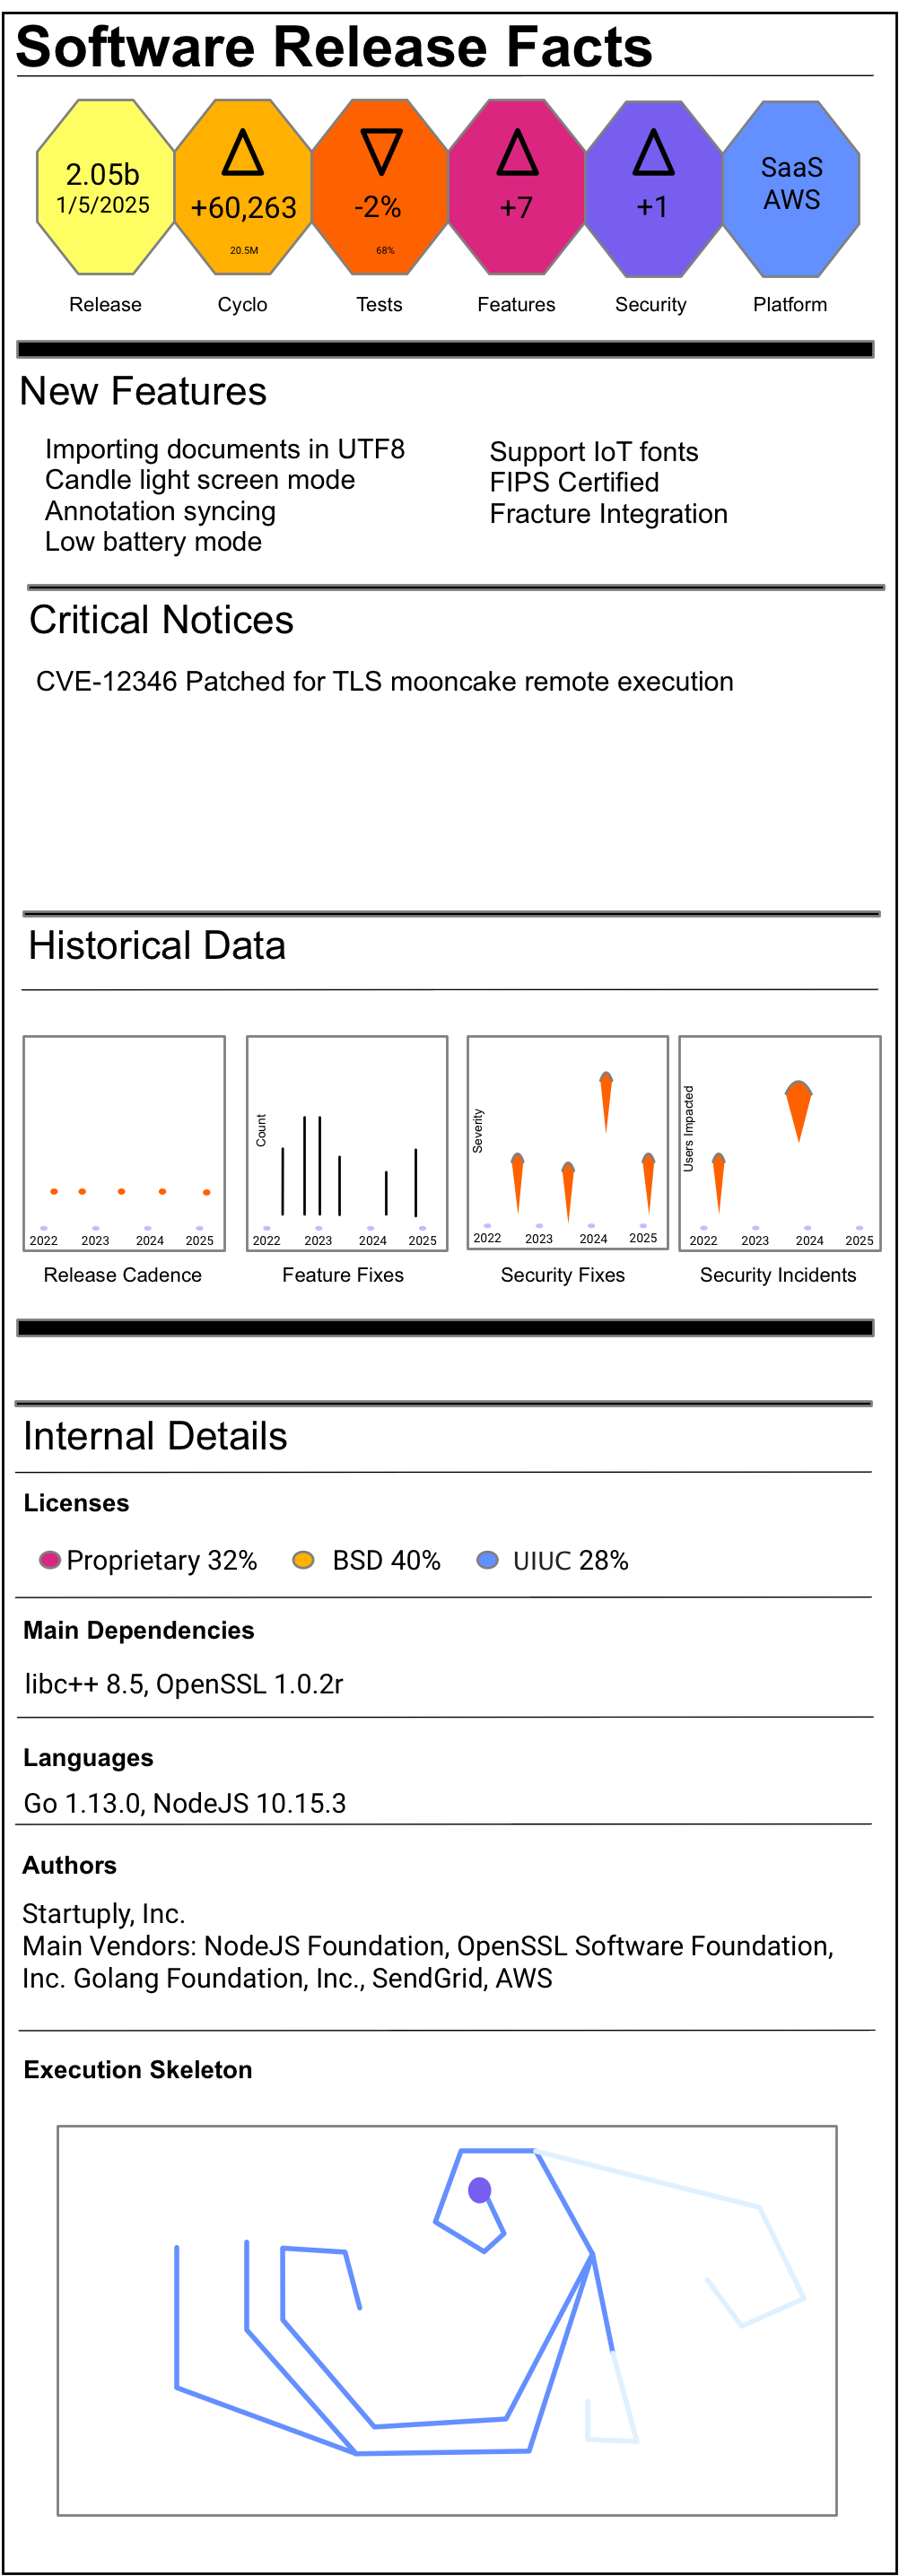 Software Release Facts
2.05b
1/5/2025
+60,263
20.5M
-2%
68%
+7
+1
SaaS
AWS
Release
Cyclo
Tests
Features
Security
Platform
New Features
Importing documents in UTF8
Candle light screen mode
Annotation syncing
Low battery mode
Support IoT fonts
FIPS Certified
Fracture Integration
Critical Notices
CVE-12346 Patched for TLS mooncake remote execution
Historical Data
2022 2023 2024 2025
Release Cadence
Count
2022 2023 2024 2025
Feature Fixes
Severity
2022 2023 2024 2025
Security Fixes
Users Impacted
2022 2023 2024 2025
Security Incidents
Internal Details
Licenses
Proprietary 32% BSD 40% UIUC 28%
Main Dependencies
libc++ 8.5, OpenSSL 1.0.2r
Languages
Go 1.13.0, NodeJS 10.15.3
Authors
Startuply, Inc.
Main Vendors: NodeJS Foundation, OpenSSL Software Foundation,
Inc. Golang Foundation, Inc., SendGrid, AWS
Execution Skeleton